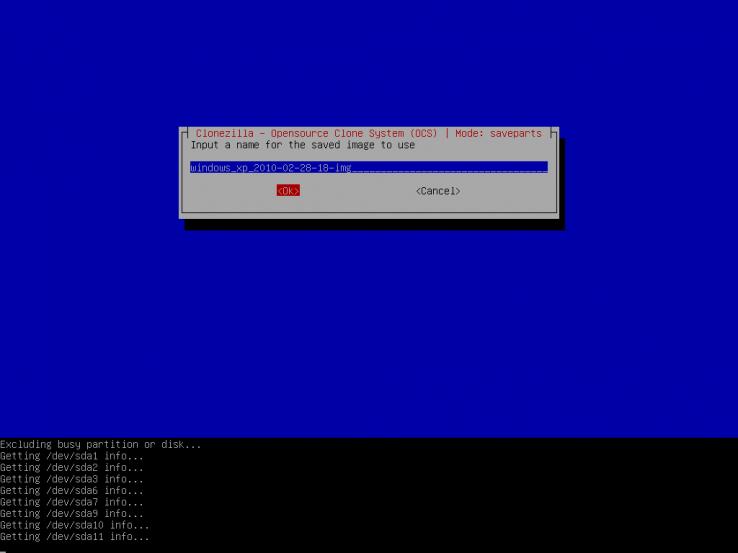 Clonezilla - Opensource Clone System (OCS) | Mode: saveparts
Input a name for the saved image to use
windows_xp_2010-02-28-18-img
<Ok> <Cancel>
Excluding busy partition or disk...
Getting /dev/sda1 info...
Getting /dev/sda2 info...
Getting /dev/sda3 info...
Getting /dev/sda6 info...
Getting /dev/sda7 info...
Getting /dev/sda9 info...
Getting /dev/sda10 info...
Getting /dev/sda11 info...